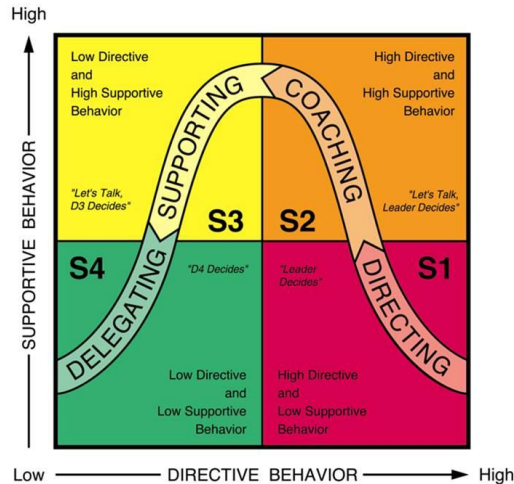 High
SUPPORTIVE BEHAVIOR
Low Directive
and
High Supportive
Behavior
"Let's Talk,
D3 Decides"
S3
SUPPORTING
High Directive
and
High Supportive
Behavior
"Let's Talk,
Leader Decides"
S2
COACHING
S4
DELEGATING
"D4 Decides"
Low Directive
and
Low Supportive
Behavior
"Leader
Decides"
S1
DIRECTING
High Directive
and
Low Supportive
Behavior
Low
DIRECTIVE BEHAVIOR
High